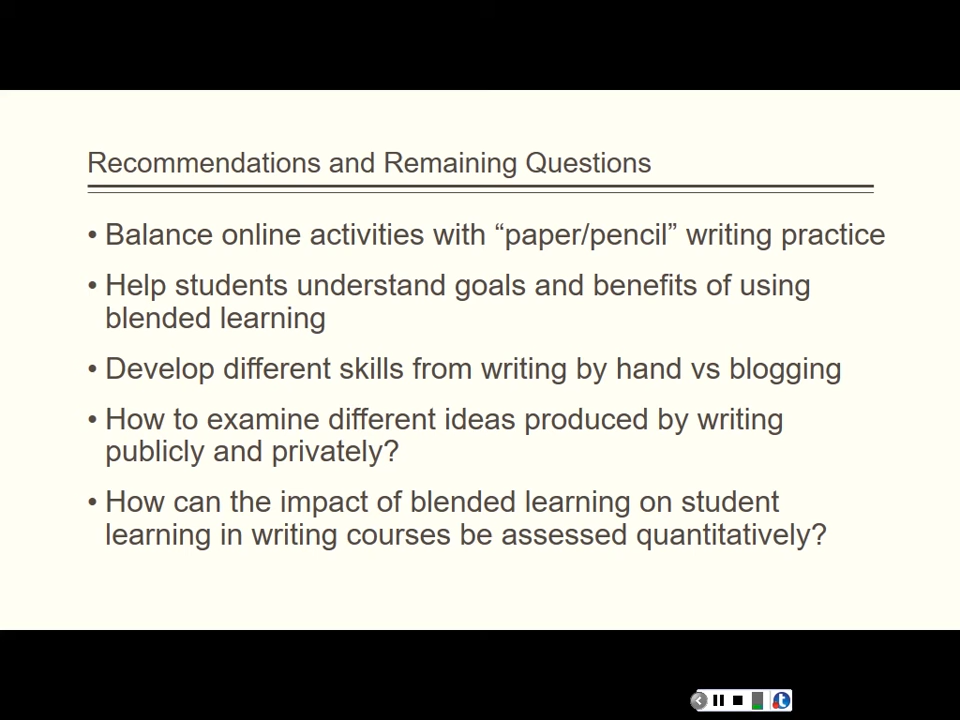 Recommendations and Remaining Questions
• Balance online activities with “paper/pencil” writing practice
• Help students understand goals and benefits of using
blended learning
• Develop different skills from writing by hand vs blogging
• How to examine different ideas produced by writing
publicly and privately?
• How can the impact of blended learning on student
learning in writing courses be assessed quantitatively?